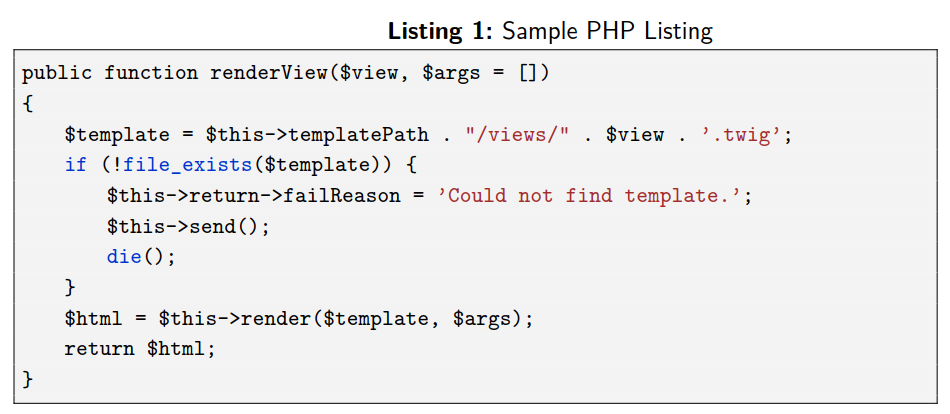 Listing 1: Sample PHP Listing
public function renderView($view, $args = [])
{
    $template = $this->templatePath . "/views/" . $view . ’.twig’;
    if (!file_exists($template)) {
        $this->return->failReason = ’Could not find template.’;
        $this->send();
        die();
    }
    $html = $this->render($template, $args);
    return $html;
}